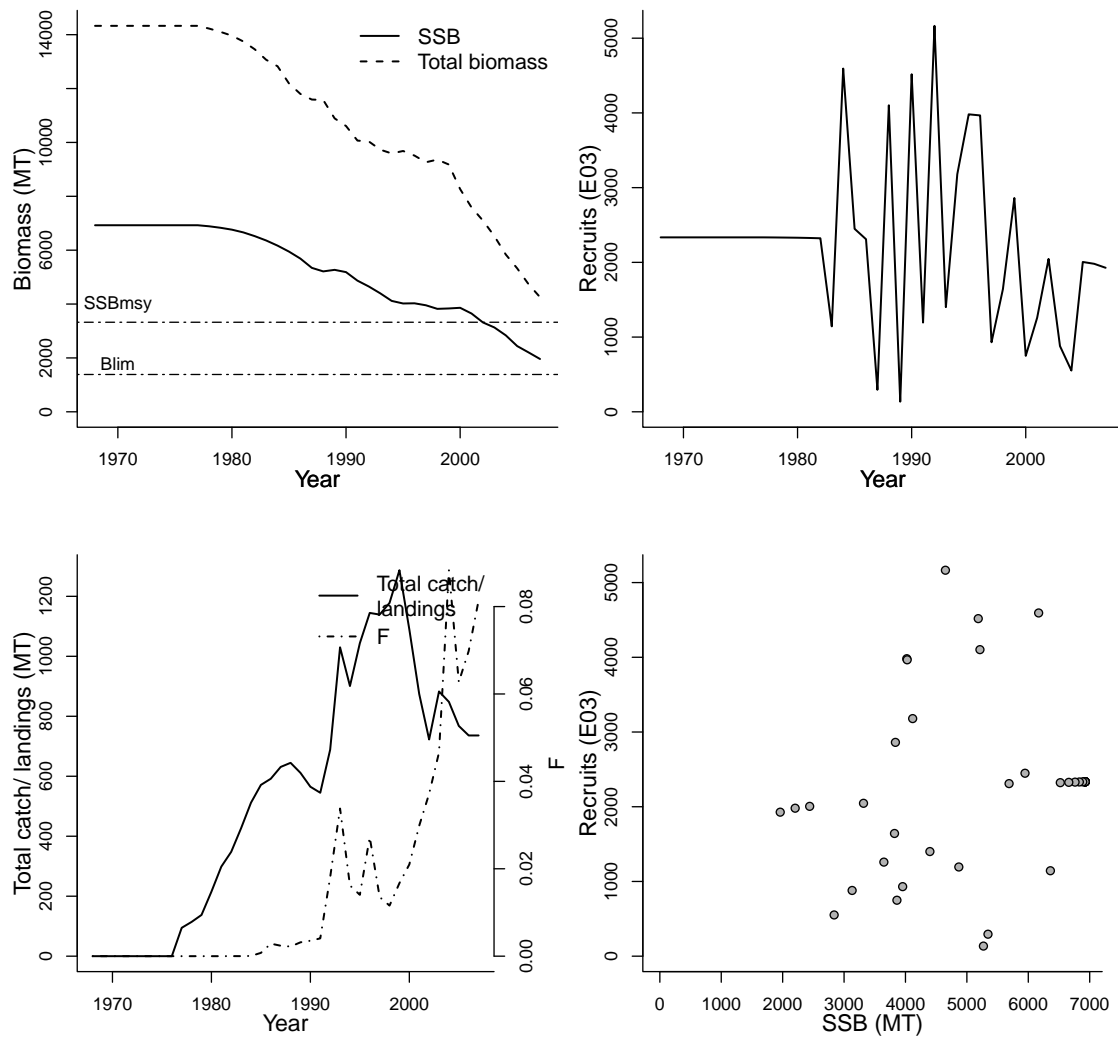 14000
10000
6000
2000
0
Biomass (MT)
SSB
Total biomass
SSBmsy
Blim
1970 1980 1990 2000
Year
5000
4000
3000
2000
1000
0
Recruits (E03)
1970 1980 1990 2000
Year
1200
1000
800
600
400
200
0
Total catch/ landings (MT)
Total catch/
landings
F
0.08
0.06
0.04
0.02
0.00
F
1970 1980 1990 2000
Year
5000
4000
3000
2000
1000
0
Recruits (E03)
0 1000 2000 3000 4000 5000 6000 7000
SSB (MT)